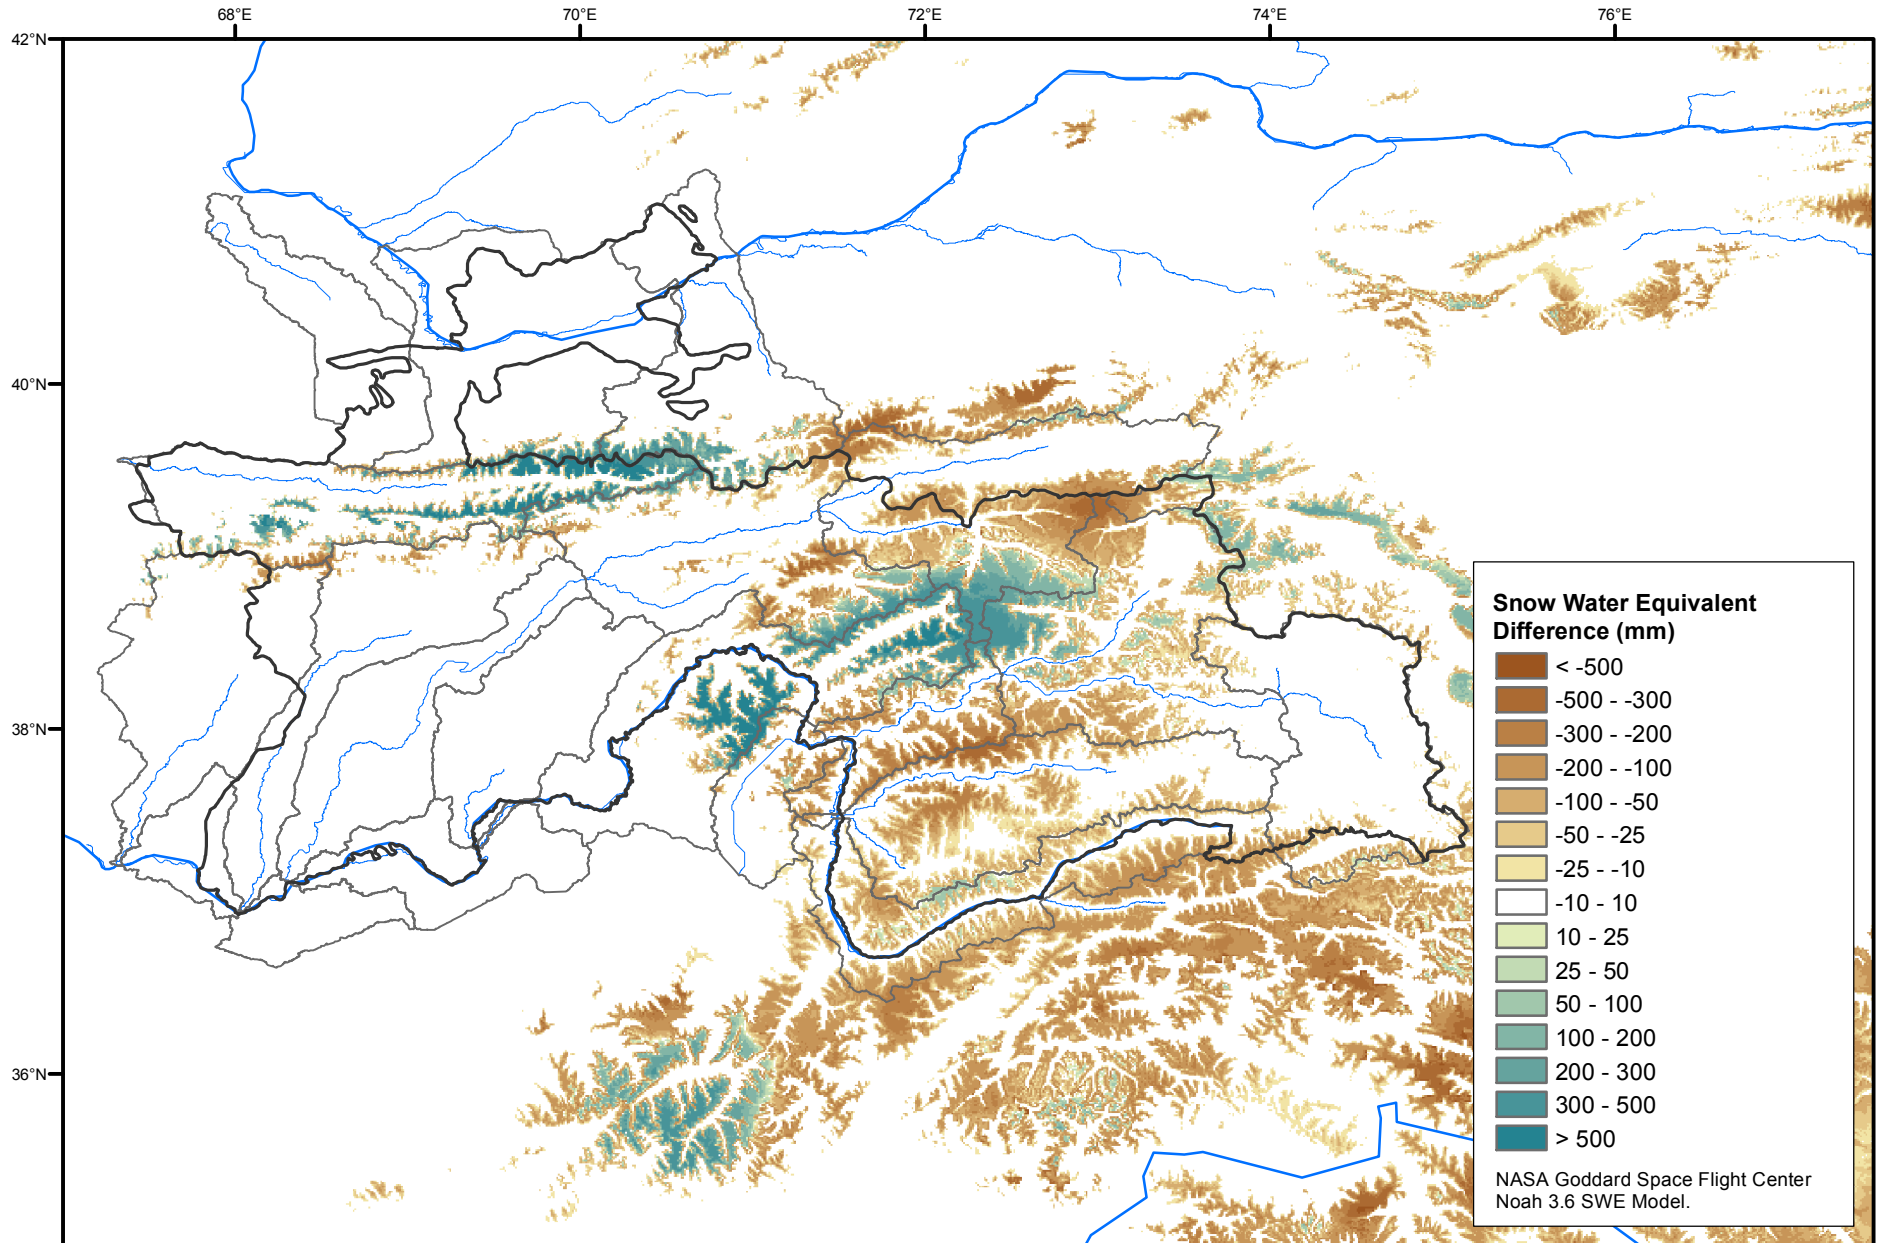 68°E
70°E
72°E
74°E
76°E
42°N
40°N
38°N
36°N
Snow Water Equivalent
Difference (mm)
< -500
-500 - -300
-300 - -200
-200 - -100
-100 - -50
-50 - -25
-25 - -10
-10 - 10
10 - 25
25 - 50
50 - 100
100 - 200
200 - 300
300 - 500
> 500
NASA Goddard Space Flight Center
Noah 3.6 SWE Model.